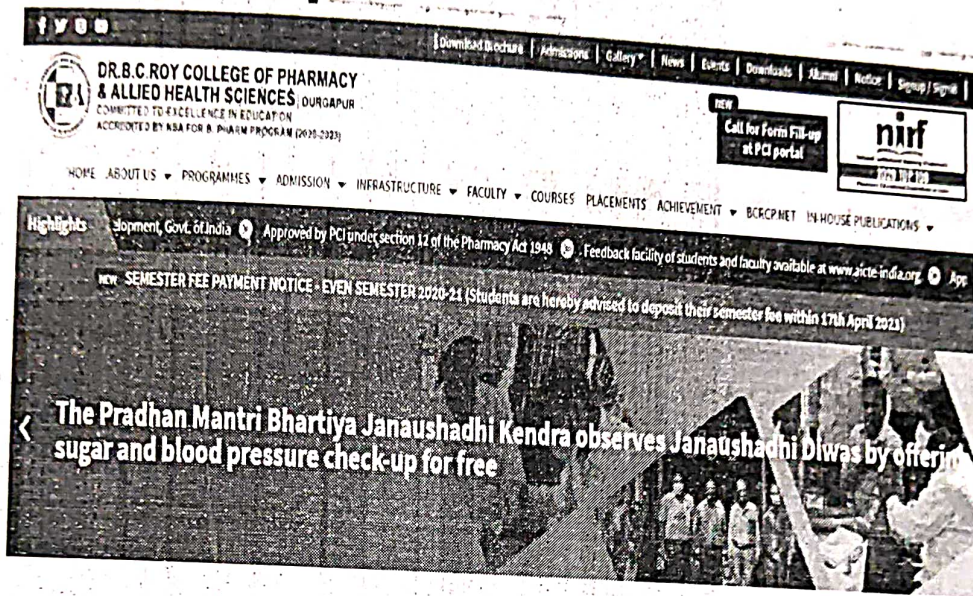 Download Brochure | Admissions | Gallery | News | Events | Downloads | Alumni | Notice | Signup / Signin
DR.B.C.ROY COLLEGE OF PHARMACY
& ALLIED HEALTH SCIENCES, DURGAPUR
COMMITTED TO EXCELLENCE IN EDUCATION
ACCREDITED BY NBA FOR B. PHARM PROGRAM (2020-2023)
NEW
Call for Form Fill-up
at PCI portal
nirf
HOME ABOUT US PROGRAMMES ADMISSION INFRASTRUCTURE FACULTY COURSES PLACEMENTS ACHIEVEMENT BCRCP.NET IN-HOUSE PUBLICATIONS
Highlights lopment, Govt. of India Approved by PCI under section 12 of the Pharmacy Act 1948 . Feedback facility of students and faculty available at www.aicte-india.org App
NEW SEMESTER FEE PAYMENT NOTICE - EVEN SEMESTER 2020-21 (Students are hereby advised to deposit their semester fee within 17th April 2021)
The Pradhan Mantri Bhartiya Janaushadhi Kendra observes Janaushadhi Diwas by offerin
sugar and blood pressure check-up for free